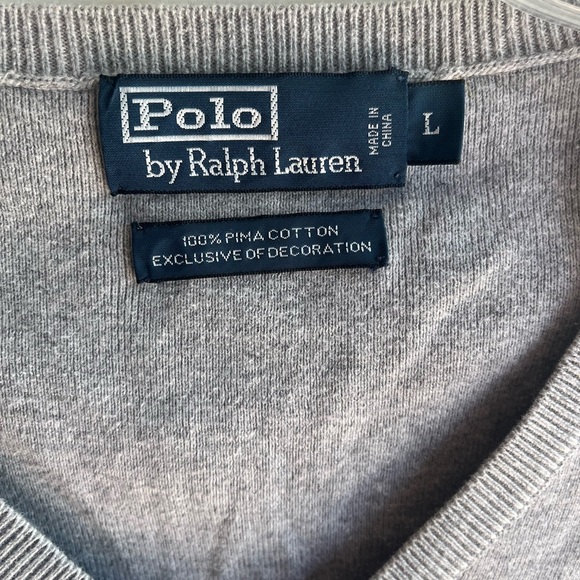 Polo
by Ralph Lauren
MADE IN
CHINA
L
100% PIMA COTTON
EXCLUSIVE OF DECORATION